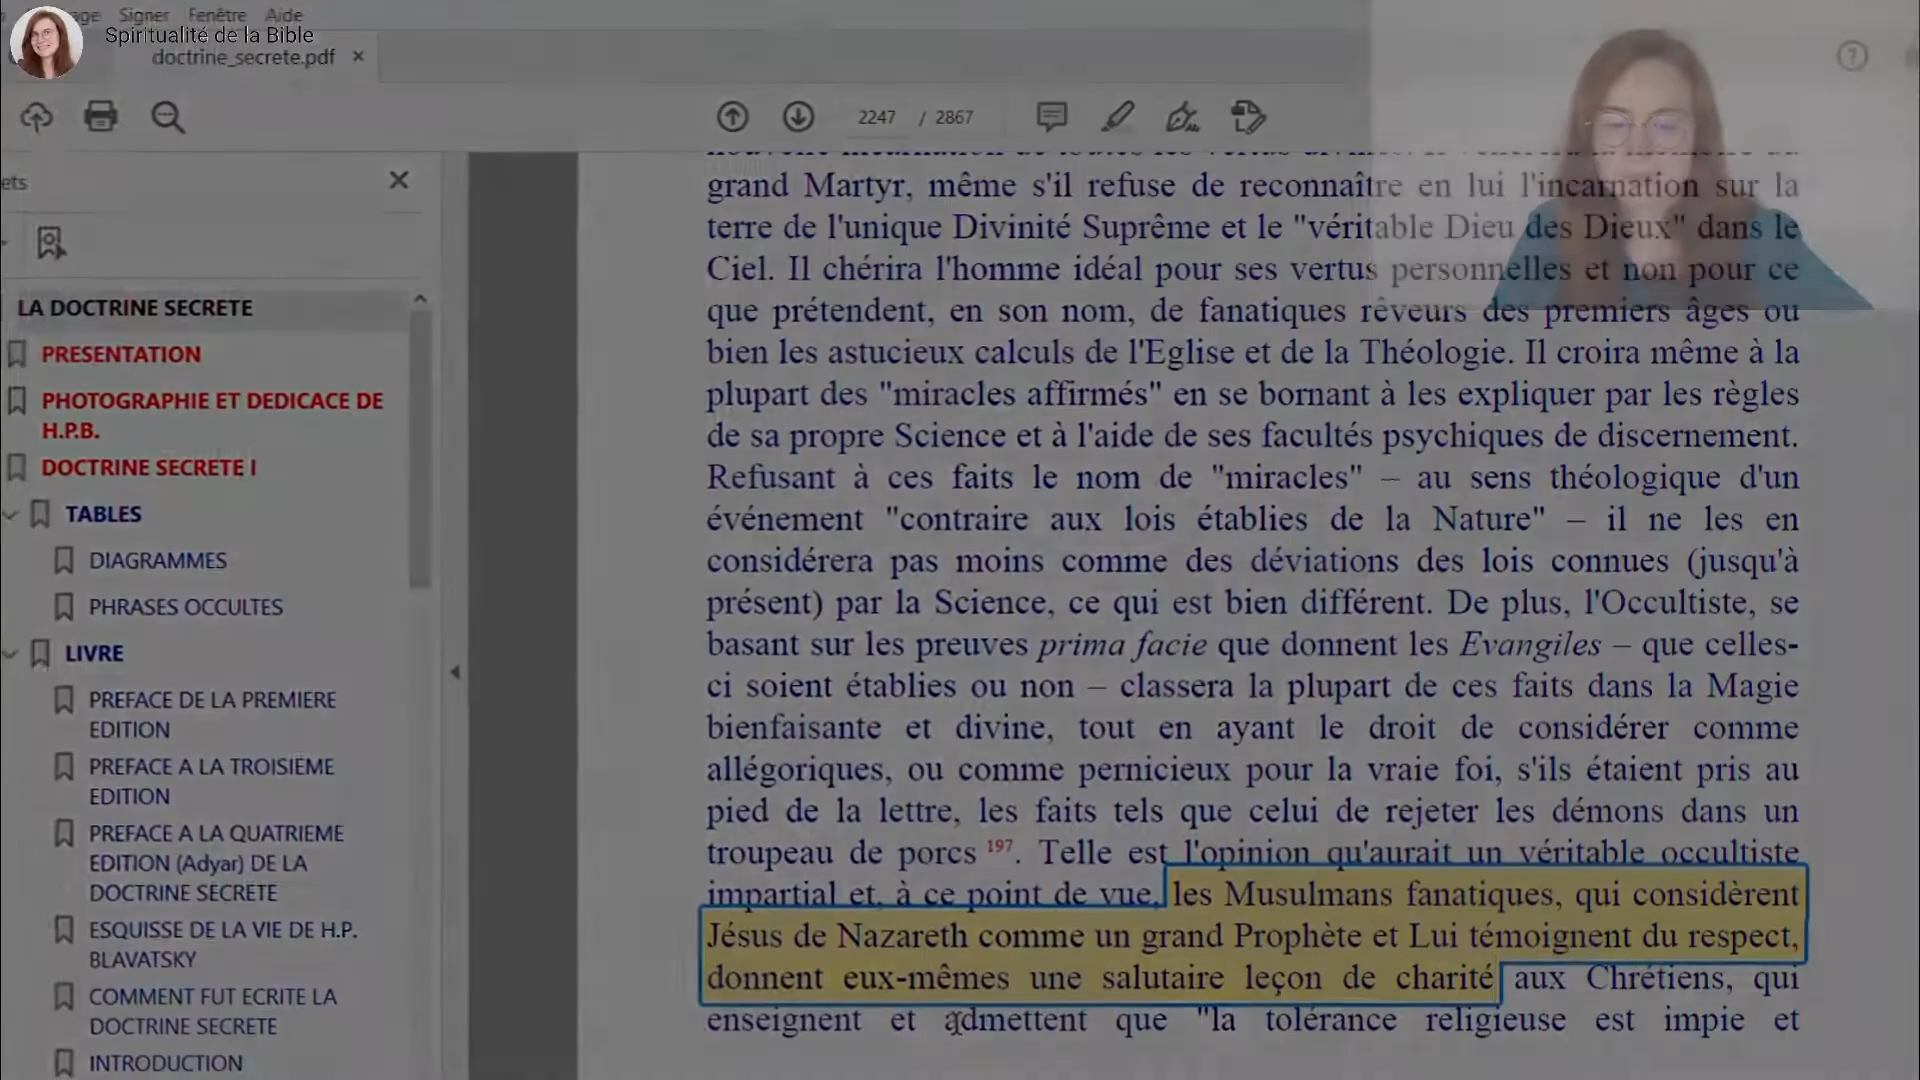 Signer Fenêtre Aide
Spiritualité de la Bible
doctrine_secrete.pdf
2247 / 2867
ets
LA DOCTRINE SECRETE
PRESENTATION
PHOTOGRAPHIE ET DEDICACE DE
H.P.B.
DOCTRINE SECRETE I
TABLES
DIAGRAMMES
PHRASES OCCULTES
LIVRE
PREFACE DE LA PREMIERE
EDITION
PREFACE A LA TROISIEME
EDITION
PREFACE A LA QUATRIEME
EDITION (Adyar) DE LA
DOCTRINE SECRETE
ESQUISSE DE LA VIE DE H.P.
BLAVATSKY
COMMENT FUT ECRITE LA
DOCTRINE SECRETE
INTRODUCTION
grand Martyr, même s'il refuse de reconnaître en lui l'incarnation sur la
terre de l'unique Divinité Suprême et le "véritable Dieu des Dieux" dans le
Ciel. Il chérira l'homme idéal pour ses vertus personnelles et non pour ce
que prétendent, en son nom, de fanatiques rêveurs des premiers âges ou
bien les astucieux calculs de l'Eglise et de la Théologie. Il croira même à la
plupart des "miracles affirmés" en se bornant à les expliquer par les règles
de sa propre Science et à l'aide de ses facultés psychiques de discernement.
Refusant à ces faits le nom de "miracles" – au sens théologique d'un
événement "contraire aux lois établies de la Nature" – il ne les en
considérera pas moins comme des déviations des lois connues (jusqu'à
présent) par la Science, ce qui est bien différent. De plus, l'Occultiste, se
basant sur les preuves prima facie que donnent les Evangiles – que celles-
ci soient établies ou non – classera la plupart de ces faits dans la Magie
bienfaisante et divine, tout en ayant le droit de considérer comme
allégoriques, ou comme pernicieux pour la vraie foi, s'ils étaient pris au
pied de la lettre, les faits tels que celui de rejeter les démons dans un
troupeau de porcs 197. Telle est l'opinion qu'aurait un véritable occultiste
impartial et, à ce point de vue, les Musulmans fanatiques, qui considèrent
Jésus de Nazareth comme un grand Prophète et Lui témoignent du respect,
donnent eux-mêmes une salutaire leçon de charité aux Chrétiens, qui
enseignent et admettent que "la tolérance religieuse est impie et